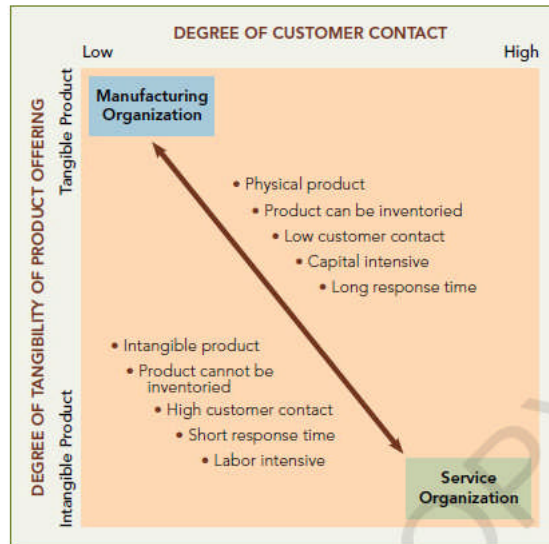 DEGREE OF CUSTOMER CONTACT
Low
High
DEGREE OF TANGIBILITY OF PRODUCT OFFERING
Tangible Product
Intangible Product
Manufacturing
Organization
• Physical product
• Product can be inventoried
• Low customer contact
• Capital intensive
• Long response time
• Intangible product
• Product cannot be
inventoried
• High customer contact
• Short response time
• Labor intensive
Service
Organization
OPY